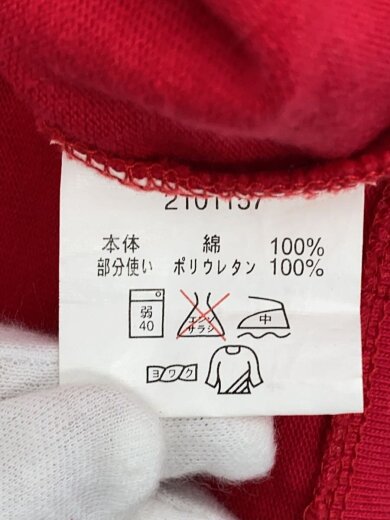 2101157
本体 綿 100%
部分使い ポリウレタン 100%
弱
40
エンソ
サラシ
中
ヨワク